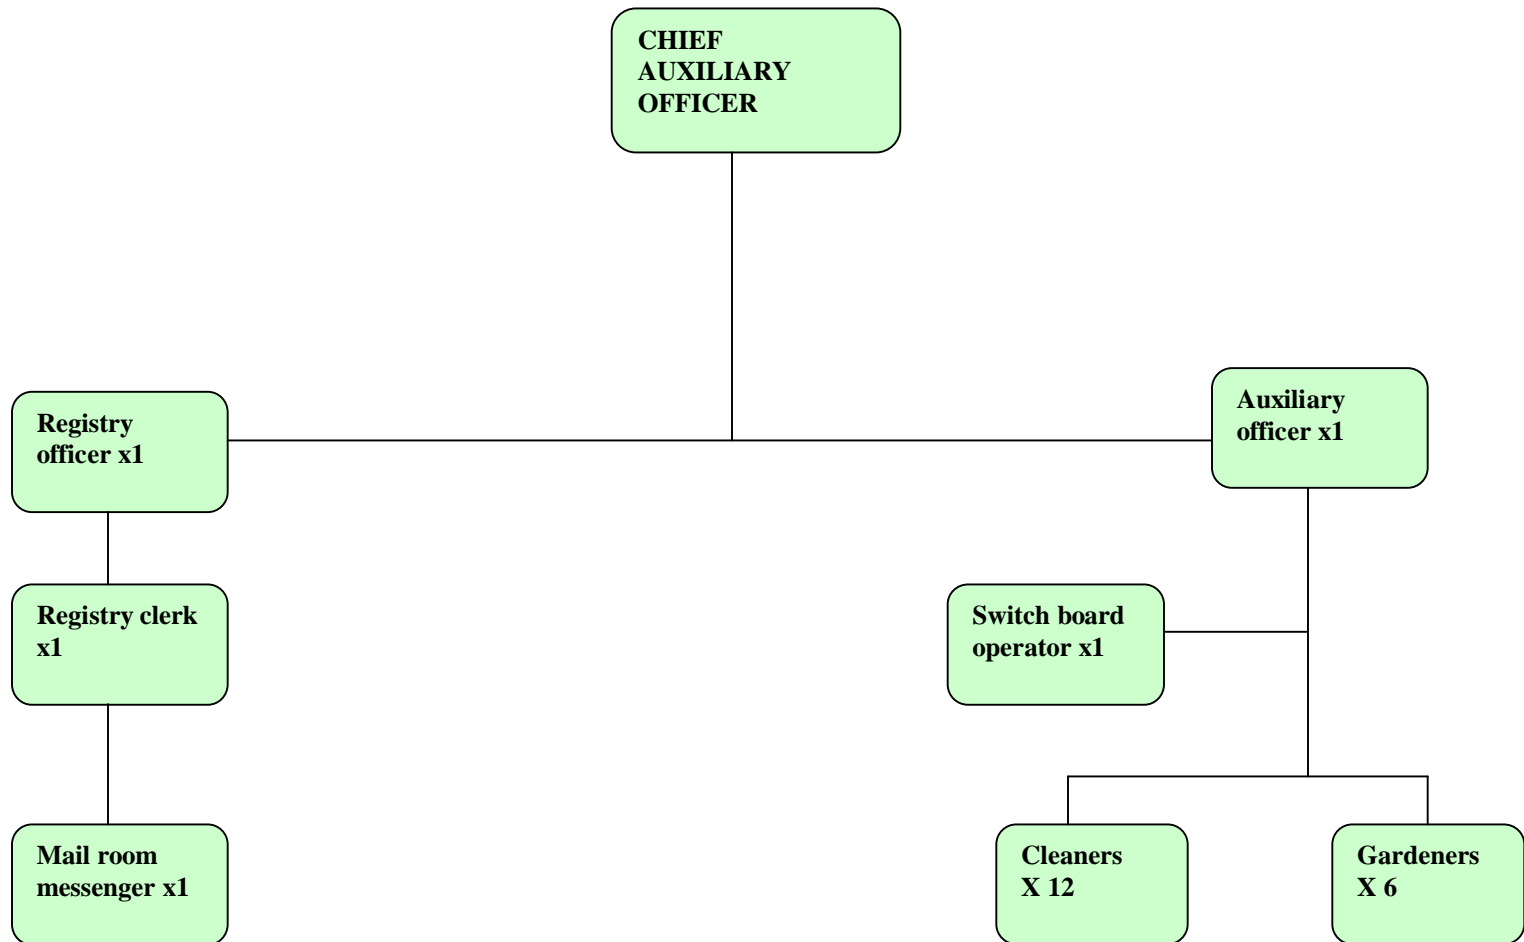 CHIEF
AUXILIARY
OFFICER
Registry
officer x1
Auxiliary
officer x1
Registry clerk
x1
Switch board
operator x1
Mail room
messenger x1
Cleaners
X 12
Gardeners
X 6